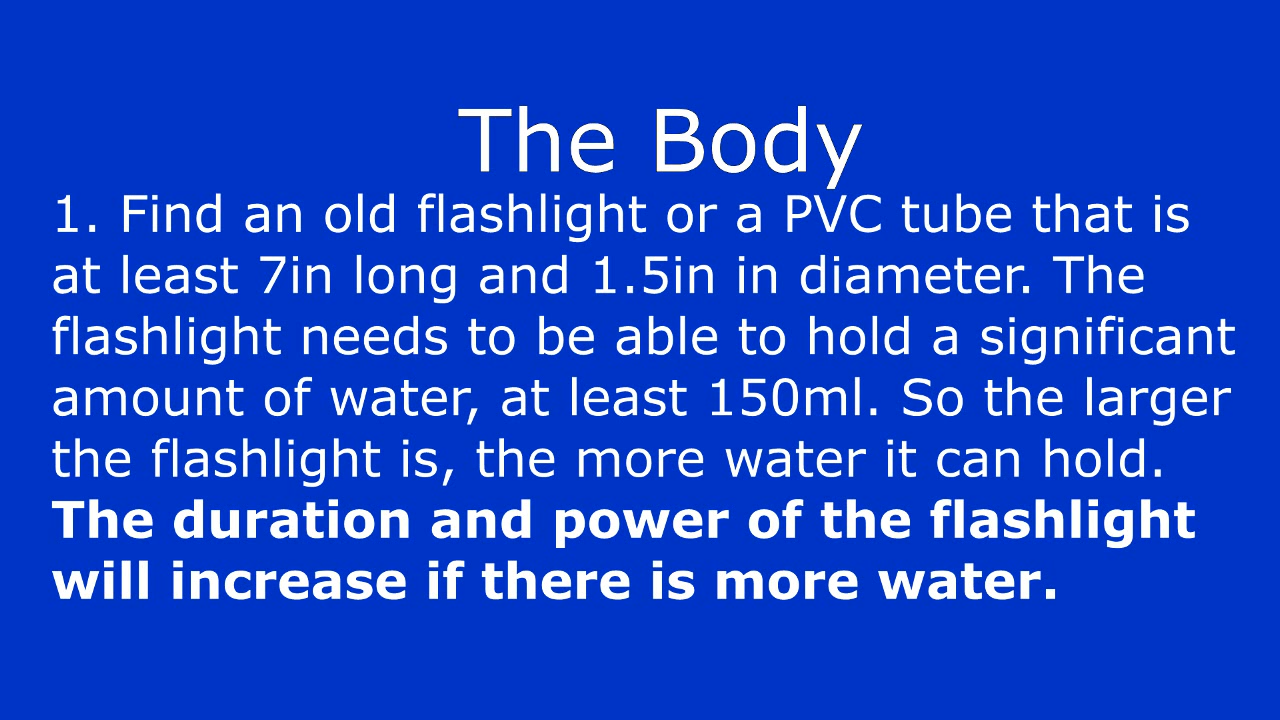 The Body
1. Find an old flashlight or a PVC tube that is
at least 7in long and 1.5in in diameter. The
flashlight needs to be able to hold a significant
amount of water, at least 150ml. So the larger
the flashlight is, the more water it can hold.
The duration and power of the flashlight
will increase if there is more water.